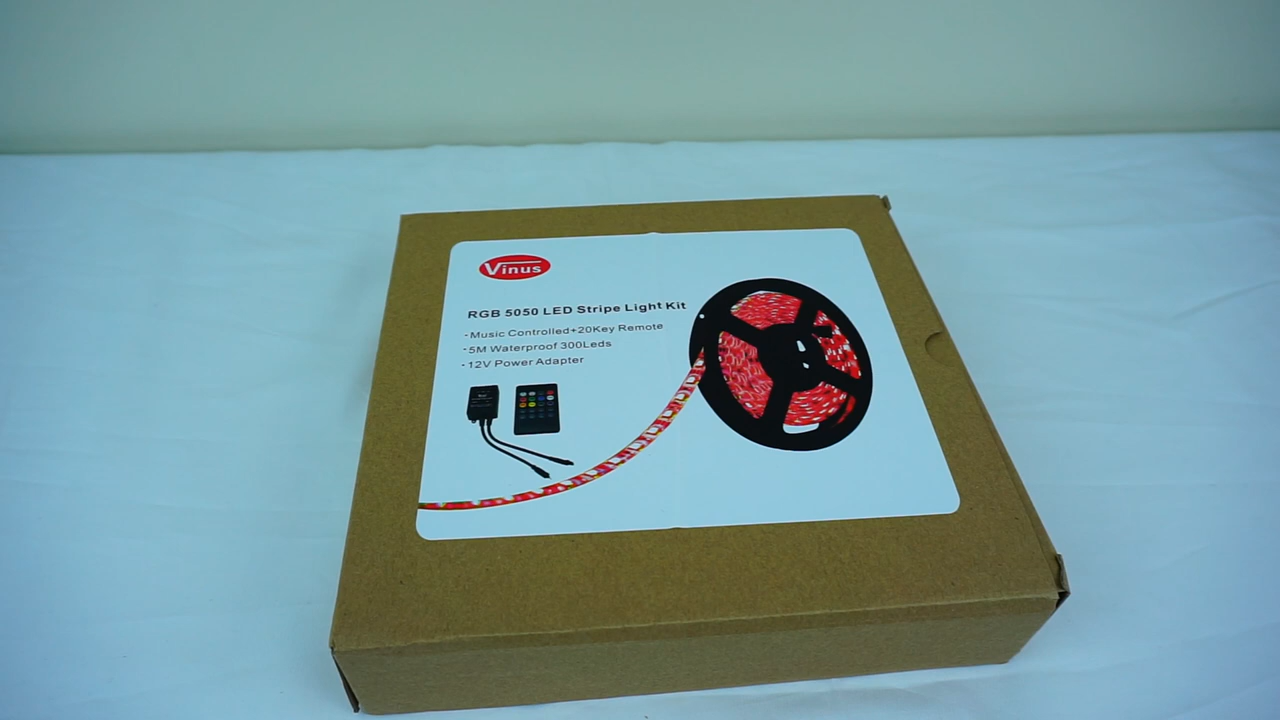 Vinus
RGB 5050 LED Stripe Light Kit
-Music Controlled+20Key Remote
-5M Waterproof 300Leds
-12V Power Adapter